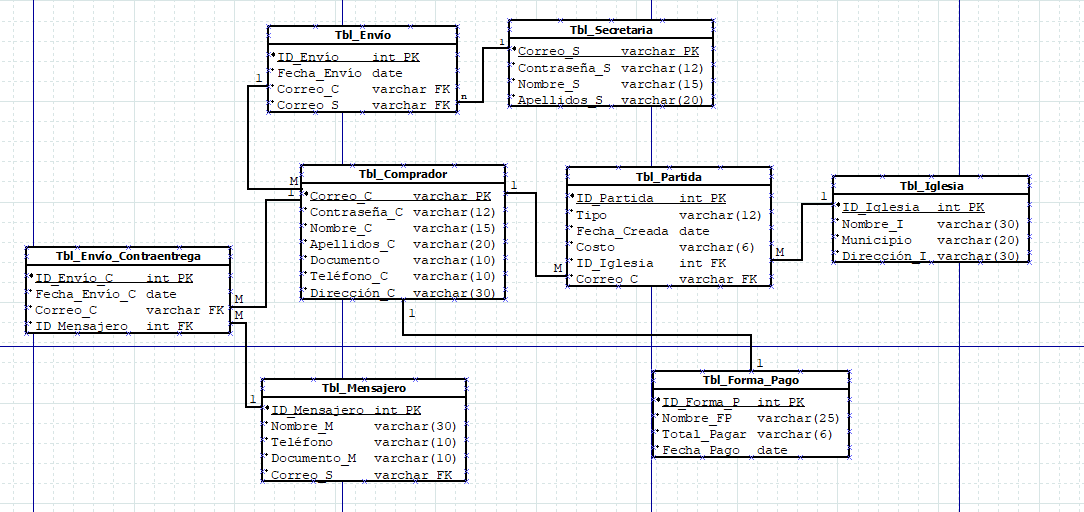 Tbl_Envío
ID_Envío int PK
Fecha_Envío date
Correo_C varchar FK
Correo_S varchar FK
Tbl_Secretaria
Correo_S varchar PK
Contraseña_S varchar(12)
Nombre_S varchar(15)
Apellidos_S varchar(20)
1
n
1
M
1
Tbl_Comprador
Correo_C varchar PK
Contraseña_C varchar(12)
Nombre_C varchar(15)
Apellidos_C varchar(20)
Documento varchar(10)
Teléfono_C varchar(10)
Dirección_C varchar(30)
1
M
Tbl_Partida
ID_Partida int PK
Tipo varchar(12)
Fecha_Creada date
Costo varchar(6)
ID_Iglesia int FK
Correo_C varchar FK
1
M
Tbl_Iglesia
ID_Iglesia int PK
Nombre_I varchar(30)
Municipio varchar(20)
Dirección_I varchar(30)
Tbl_Envío_Contraentrega
ID_Envío_C int PK
Fecha_Envío_C date
Correo_C varchar FK
ID_Mensajero int FK
M
M
1
1
1
Tbl_Mensajero
ID_Mensajero int PK
Nombre_M varchar(30)
Teléfono varchar(10)
Documento_M varchar(10)
Correo_S varchar FK
Tbl_Forma_Pago
ID_Forma_P int PK
Nombre_FP varchar(25)
Total_Pagar varchar(6)
Fecha_Pago date